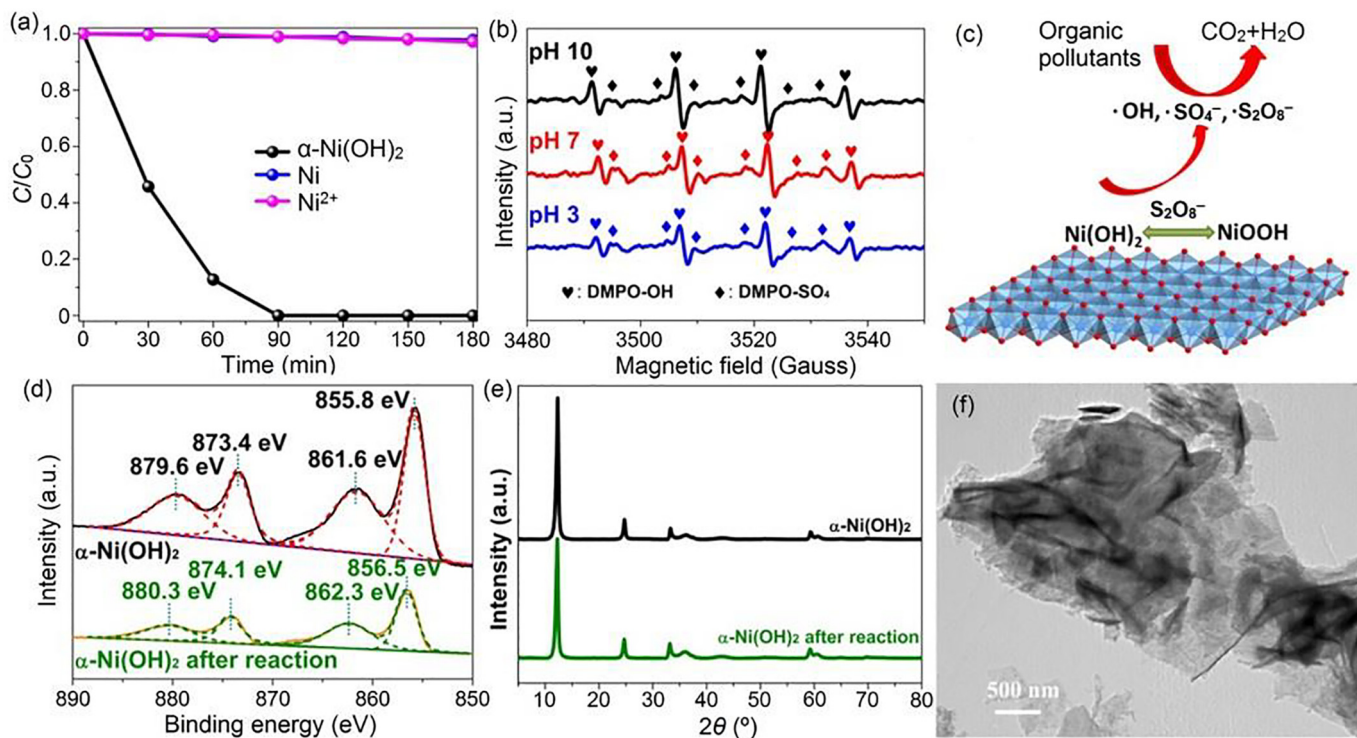 (a)
1.0
0.8
0.6
0.4
0.2
0
C/C₀
α-Ni(OH)₂
Ni
Ni²⁺
0 30 60 90 120 150 180
Time (min)
(b)
pH 10
pH 7
pH 3
♥: DMPO-OH ♦: DMPO-SO₄
Intensity (a.u.)
3480 3510 3520 3540
Magnetic field (Gauss)
(c)
Organic
pollutants
CO₂+H₂O
·OH, ·SO₄⁻, ·S₂O₈⁻
S₂O₈⁻
Ni(OH)₂
NiOOH
(d)
855.8 eV
873.4 eV
879.6 eV
861.6 eV
α-Ni(OH)₂
874.1 eV
856.5 eV
880.3 eV
862.3 eV
α-Ni(OH)₂ after reaction
Intensity (a.u.)
890 880 870 860 850
Binding energy (eV)
(e)
α-Ni(OH)₂
α-Ni(OH)₂ after reaction
Intensity (a.u.)
10 20 30 40 50 60 70 80
2θ (º)
(f)
500 nm